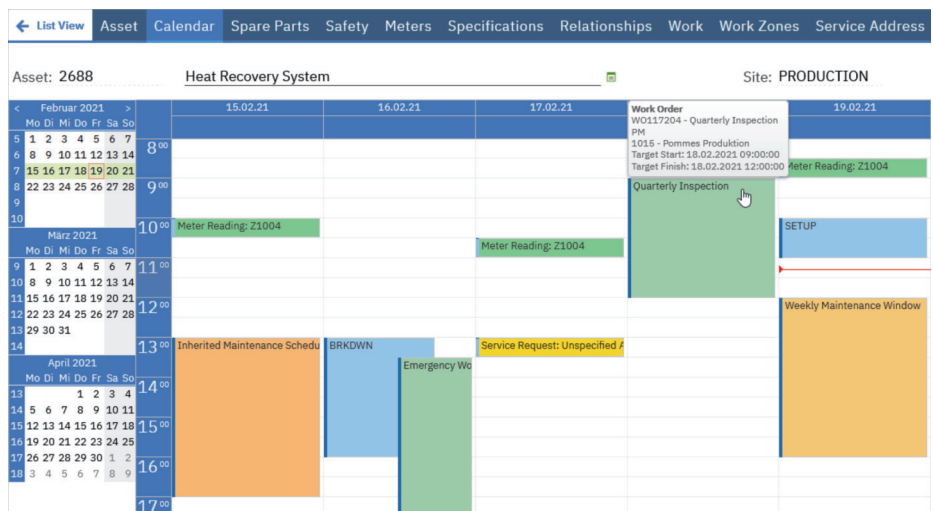 List View Asset Calendar Spare Parts Safety Meters Specifications Relationships Work Work Zones Service Address
Asset: 2688 Heat Recovery System Site: PRODUCTION
< Februar 2021 >
Mo Di Mi Do Fr Sa So
5 1 2 3 4 5 6 7
6 8 9 10 11 12 13 14
7 15 16 17 18 19 20 21
8 22 23 24 25 26 27 28
9
10
März 2021
Mo Di Mi Do Fr Sa So
9 1 2 3 4 5 6 7
10 8 9 10 11 12 13 14
11 15 16 17 18 19 20 21
12 22 23 24 25 26 27 28
13 29 30 31
14
April 2021
Mo Di Mi Do Fr Sa So
13 1 2 3 4
14 5 6 7 8 9 10 11
15 12 13 14 15 16 17 18
16 19 20 21 22 23 24 25
17 26 27 28 29 30 1 2
18 3 4 5 6 7 8 9
15.02.21 16.02.21 17.02.21 19.02.21
8 00
9 00
10 00
11 00
12 00
13 00
14 00
15 00
16 00
17 00
Meter Reading: Z1004
Inherited Maintenance Schedu
BRKDWN
Emergency Wo
Meter Reading: Z1004
Service Request: Unspecified A
Work Order
WO117204 - Quarterly Inspection
PM
1015 - Pommes Produktion
Target Start: 18.02.2021 09:00:00
Target Finish: 18.02.2021 12:00:00
Quarterly Inspection
Meter Reading: Z1004
SETUP
Weekly Maintenance Window